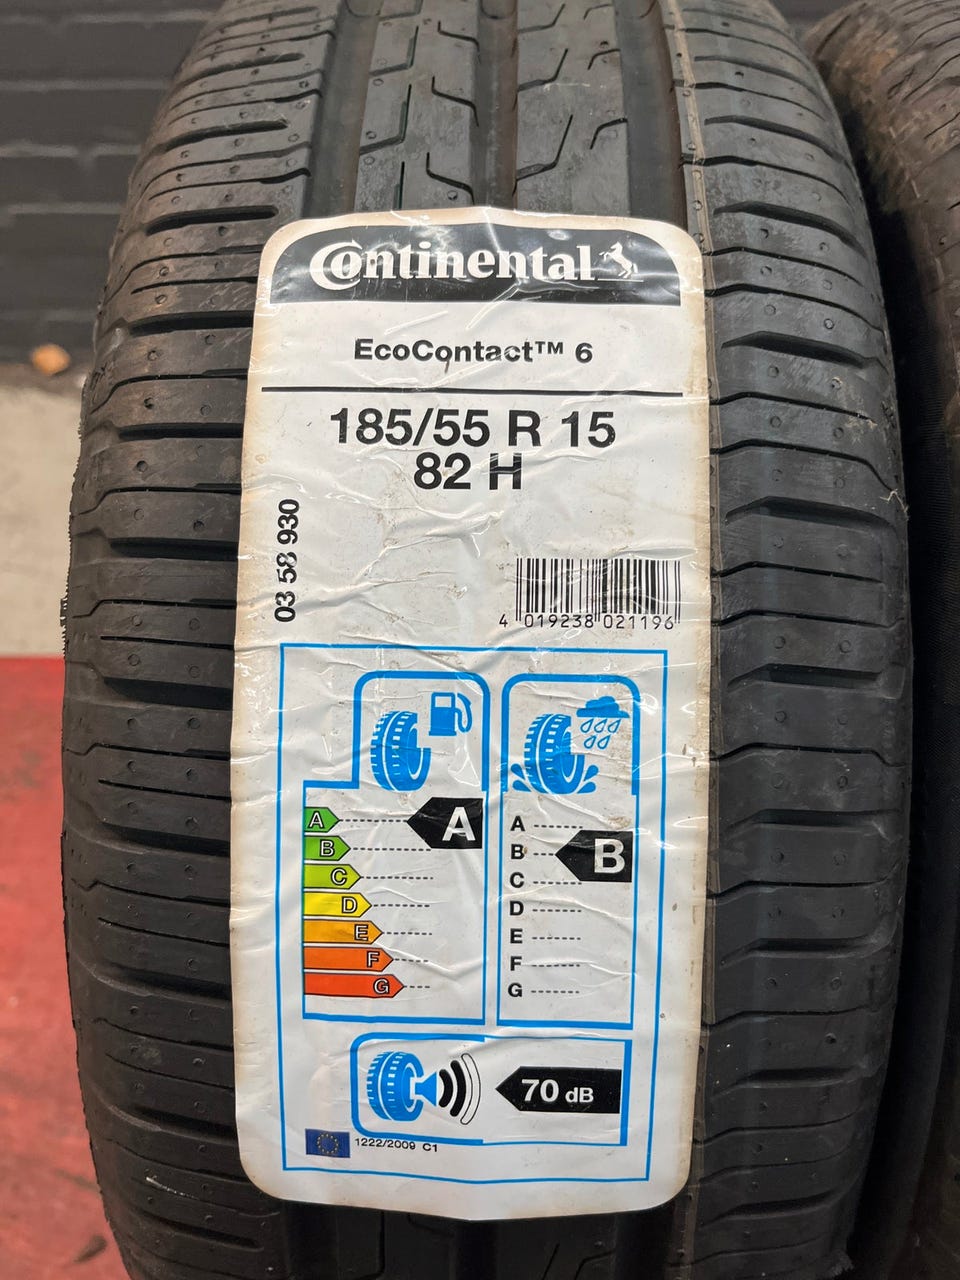 Continental
EcoContact™ 6
185/55 R 15
82 H
03 58 930
4 019238 021196
A
B
C
D
E
F
G
A
A
B
C
D
E
F
G
B
70 dB
1222/2009 C1